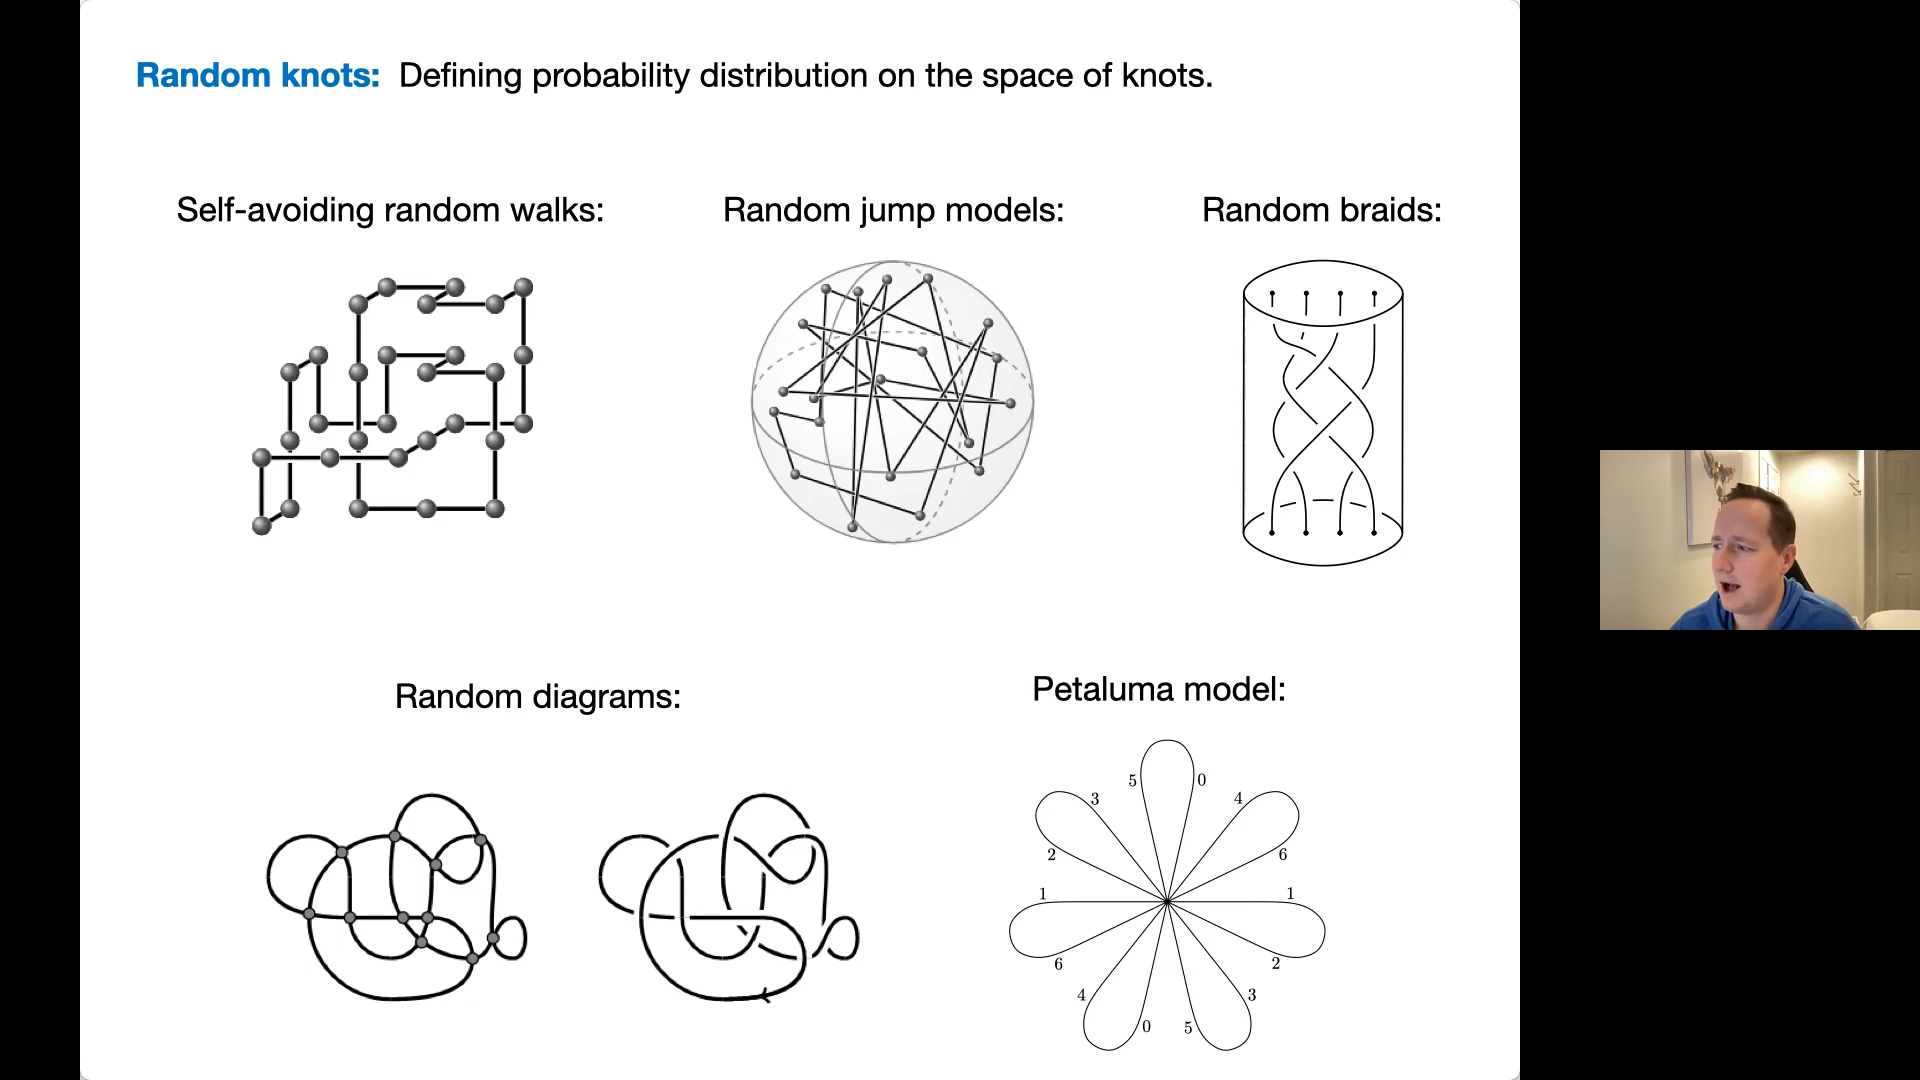 Random knots: Defining probability distribution on the space of knots.
Self-avoiding random walks:
Random jump models:
Random braids:
Random diagrams:
Petaluma model:
5 0
3 4
2 6
1 1
6 2
4 3
0 5